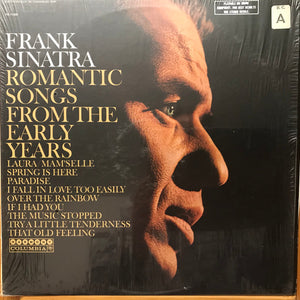 FRANK
SINATRA
ROMANTIC
SONGS
FROM THE
EARLY
YEARS
LAURA MAM'SELLE
SPRING IS HERE
PARADISE
I FALL IN LOVE TOO EASILY
OVER THE RAINBOW
IF I HAD YOU
THE MUSIC STOPPED
TRY A LITTLE TENDERNESS
THAT OLD FEELING
HARMONY
COLUMBIA
A